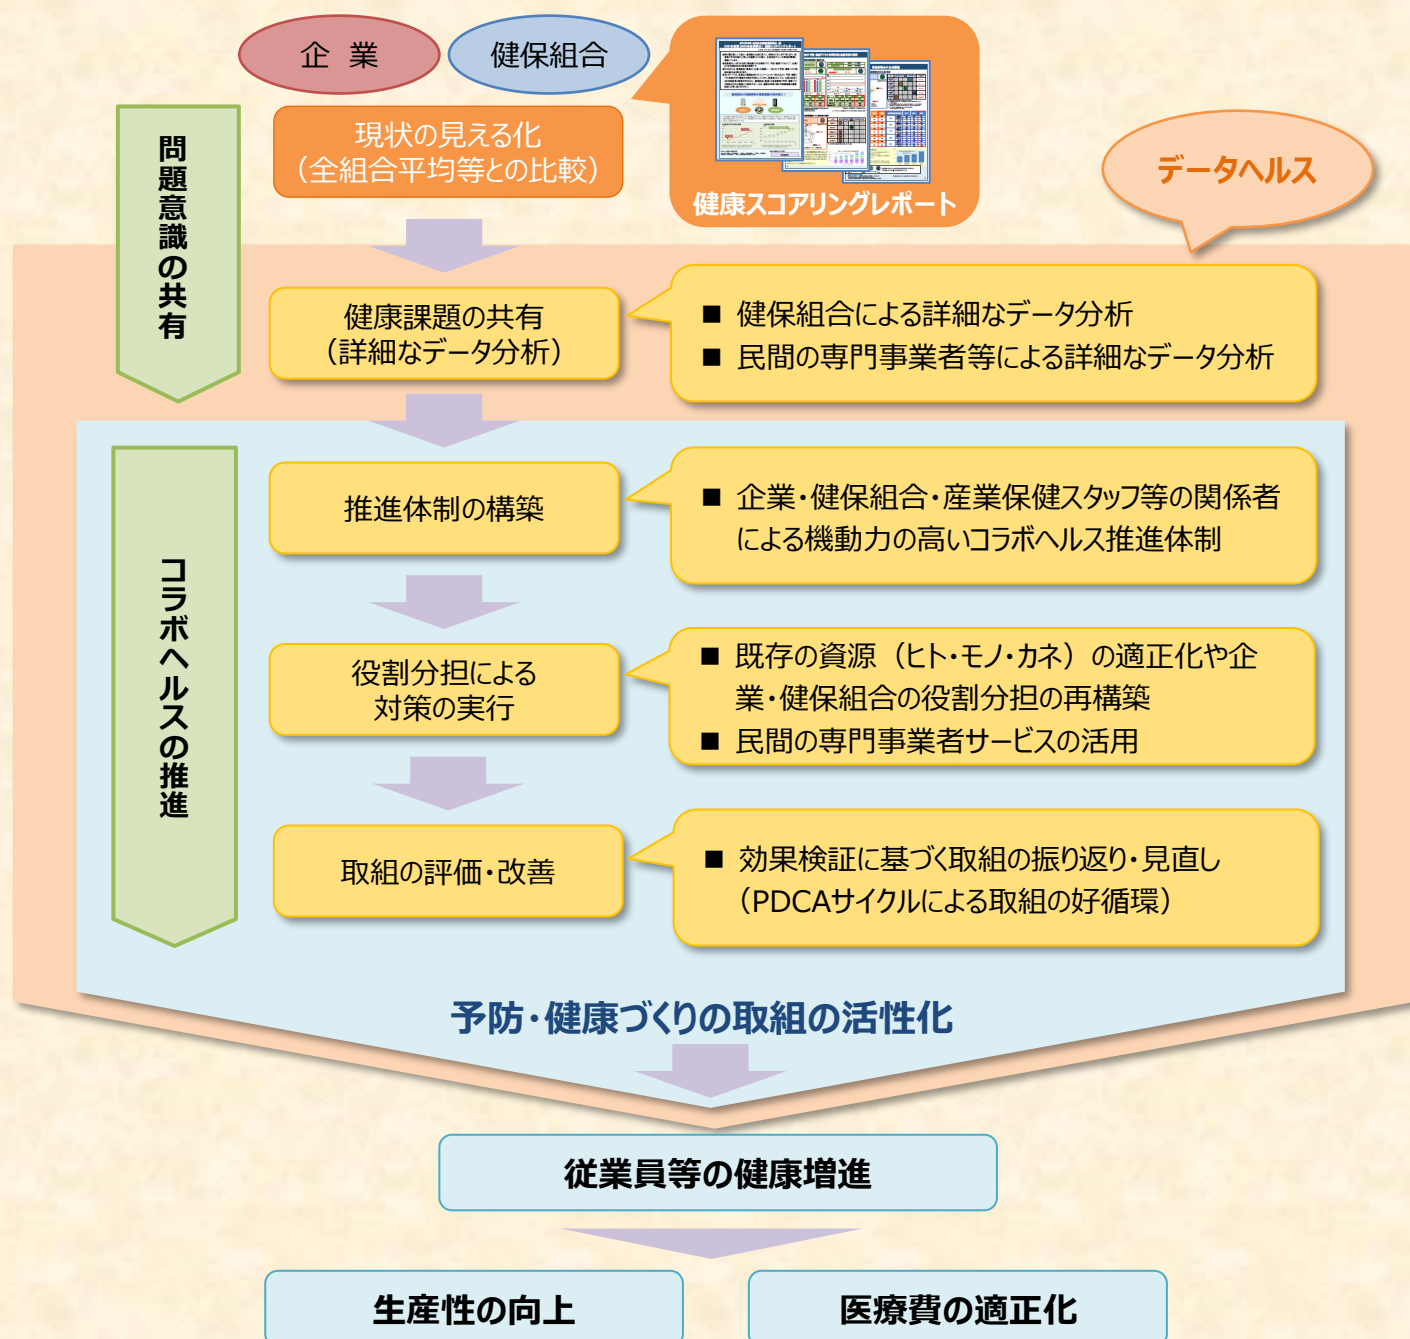 企 業
健保組合
現状の見える化
（全組合平均等との比較）
健康スコアリングレポート
データヘルス
問題意識の共有
健康課題の共有
（詳細なデータ分析）
■ 健保組合による詳細なデータ分析
■ 民間の専門事業者等による詳細なデータ分析
コラボヘルスの推進
推進体制の構築
■ 企業・健保組合・産業保健スタッフ等の関係者
による機動力の高いコラボヘルス推進体制
役割分担による
対策の実行
■ 既存の資源（ヒト・モノ・カネ）の適正化や企
業・健保組合の役割分担の再構築
■ 民間の専門事業者サービスの活用
取組の評価・改善
■ 効果検証に基づく取組の振り返り・見直し
（PDCAサイクルによる取組の好循環）
予防・健康づくりの取組の活性化
従業員等の健康増進
生産性の向上
医療費の適正化